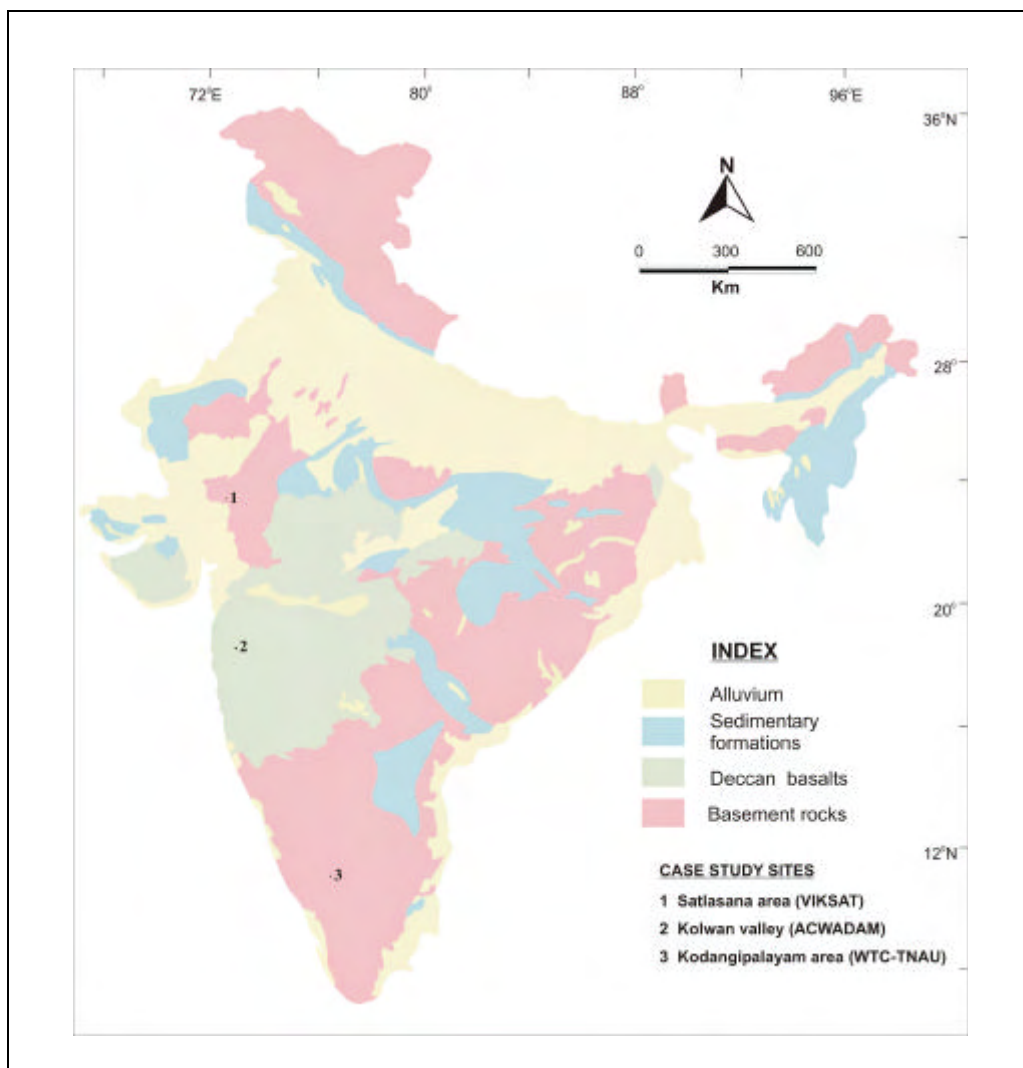 72°E 80° 88° 96°E
36°N
N
0 300 600
Km
28°
1
20°
2
INDEX
Alluvium
Sedimentary
formations
Deccan basalts
Basement rocks
12°N
3
CASE STUDY SITES
1 Satlasana area (VIKSAT)
2 Kolwan valley (ACWADAM)
3 Kodangipalayam area (WTC-TNAU)